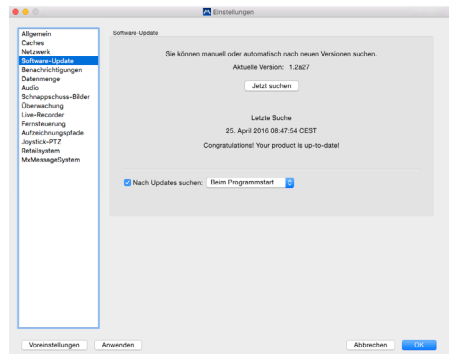 Einstellungen
Allgemein
Caches
Netzwerk
Software-Update
Benachrichtigungen
Datenmenge
Audio
Schnappschuss-Bilder
Überwachung
Live-Recorder
Fernsteuerung
Aufzeichnungspfade
Joystick-PTZ
Retailsystem
MxMessageSystem
Software-Update
Sie können manuell oder automatisch nach neuen Versionen suchen.
Aktuelle Version: 1.2a27
Jetzt suchen
Letzte Suche
25. April 2016 08:47:54 CEST
Congratulations! Your product is up-to-date!
Nach Updates suchen: Beim Programmstart
Voreinstellungen Anwenden Abbrechen OK